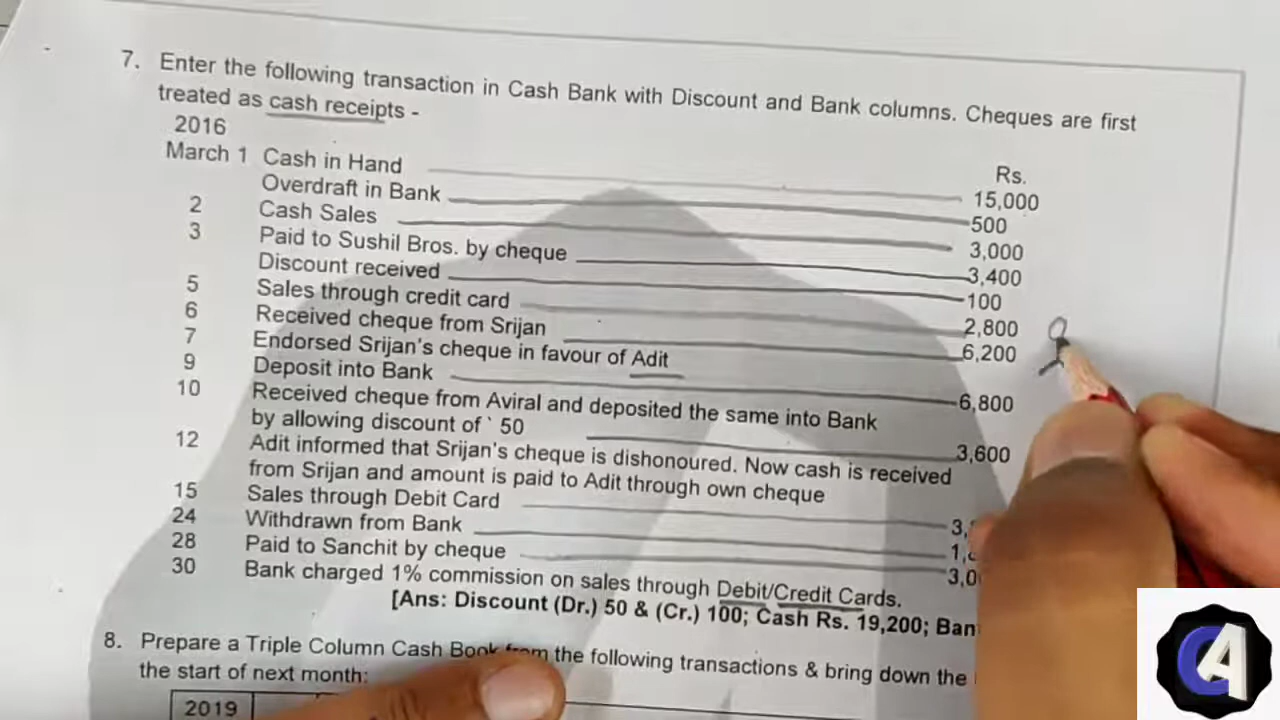 7. Enter the following transaction in Cash Bank with Discount and Bank columns. Cheques are first
treated as cash receipts -
2016
Rs.
March 1 Cash in Hand 15,000
Overdraft in Bank 500
2 Cash Sales 3,000
3 Paid to Sushil Bros. by cheque 3,400
Discount received 100
5 Sales through credit card 2,800
6 Received cheque from Srijan 6,200
7 Endorsed Srijan's cheque in favour of Adit
9 Deposit into Bank 6,800
10 Received cheque from Aviral and deposited the same into Bank
by allowing discount of ` 50 3,600
12 Adit informed that Srijan's cheque is dishonoured. Now cash is received
from Srijan and amount is paid to Adit through own cheque
15 Sales through Debit Card
24 Withdrawn from Bank
28 Paid to Sanchit by cheque
30 Bank charged 1% commission on sales through Debit/Credit Cards.
[Ans: Discount (Dr.) 50 & (Cr.) 100; Cash Rs. 19,200;
8. Prepare a Triple Column Cash Book from the following transactions & bring down the
the start of next month:
2019
CA